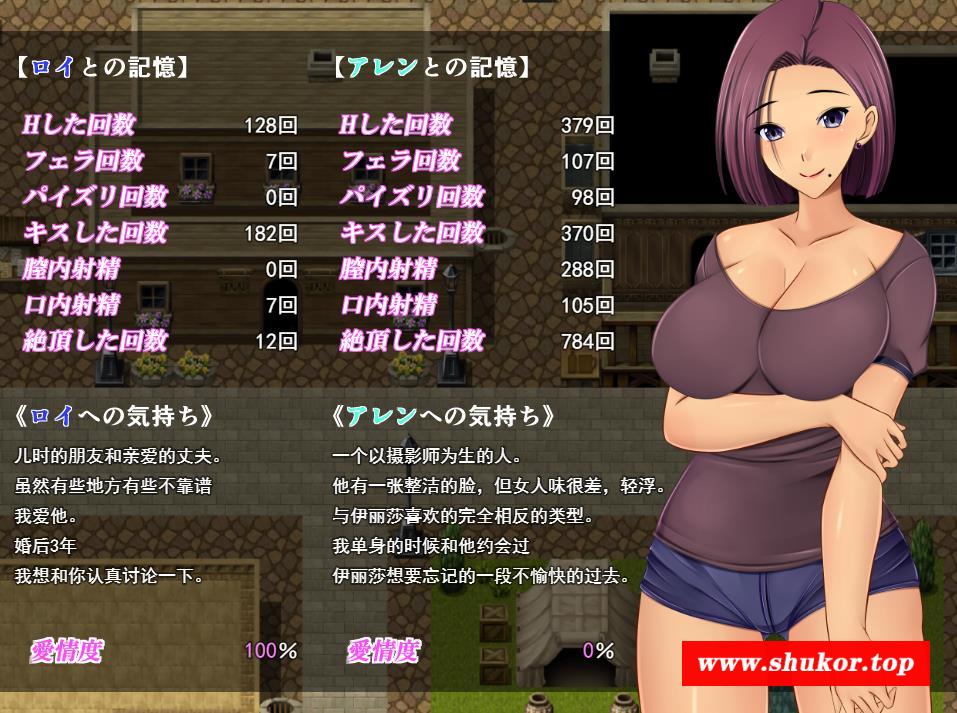 【ロイとの記憶】
Hした回数 128回
フェラ回数 7回
パイズリ回数 0回
キスした回数 182回
膣内射精 0回
口内射精 7回
絶頂した回数 12回
《ロイへの気持ち》
儿时的朋友和亲爱的丈夫。
虽然有些地方有些不靠谱
我爱他。
婚后3年
我想和你认真讨论一下。
愛情度 100%
【アレンとの記憶】
Hした回数 379回
フェラ回数 107回
パイズリ回数 98回
キスした回数 370回
膣内射精 288回
口内射精 105回
絶頂した回数 784回
《アレンへの気持ち》
一个以摄影师为生的人。
他有一张整洁的脸，但女人味很差，轻浮。
与伊丽莎喜欢的完全相反的类型。
我单身的时候和他约会过
伊丽莎想要忘记的一段不愉快的过去。
愛情度 0%
www.shukor.top